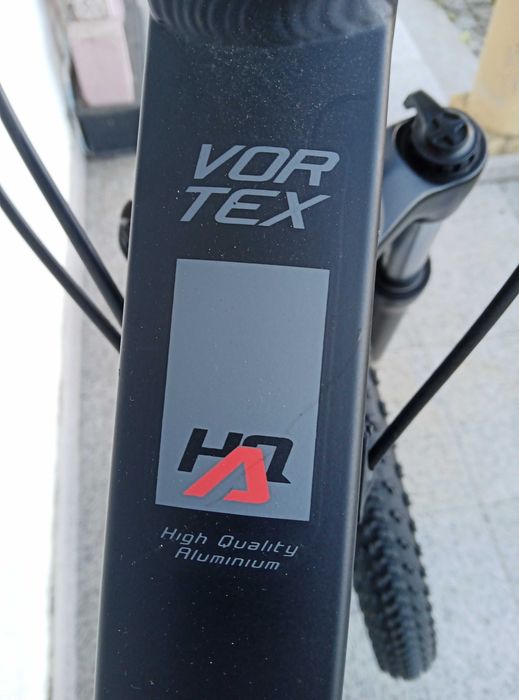 VOR
TEX
HQ
A
High Quality
Aluminium